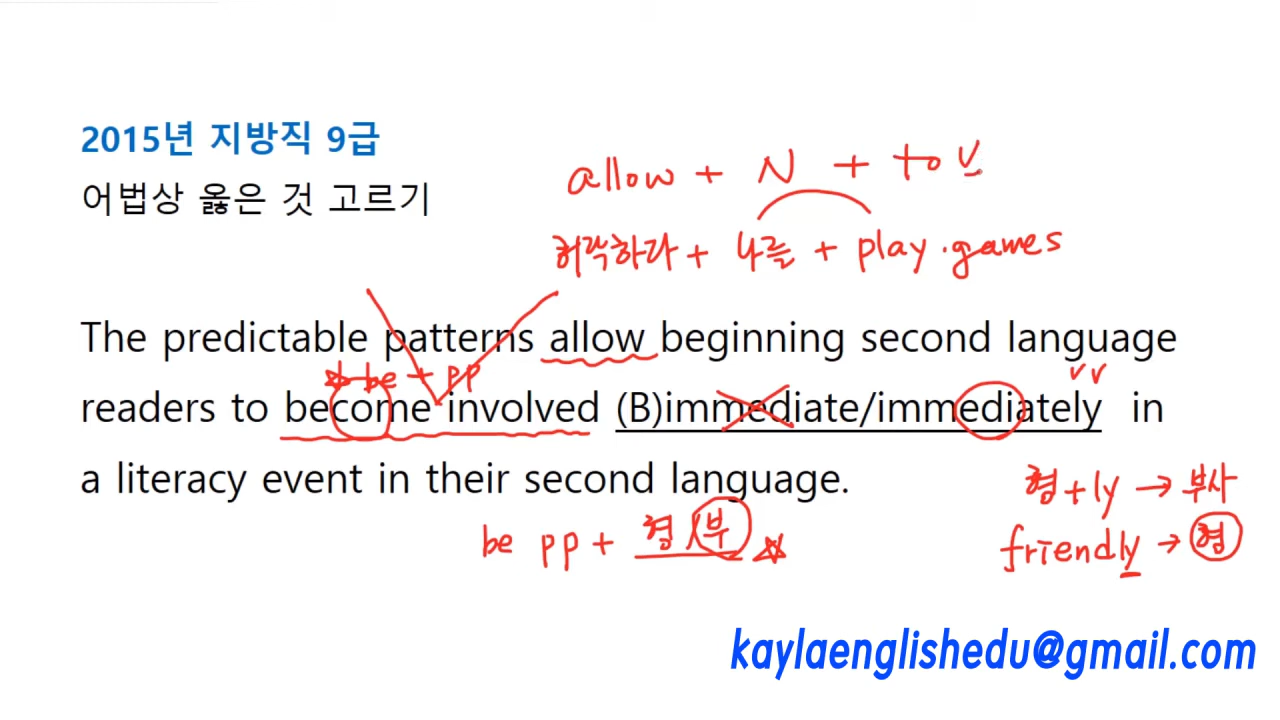 2015년 지방직 9급
어법상 옳은 것 고르기
allow + N + to V
허락하다 + 나를 + play games
The predictable patterns allow beginning second language
be + pp
readers to become involved (B)immediate/immediately in
a literacy event in their second language.
형+ly → 부사
be pp + 형/부
friendly → 형
kaylaenglishedu@gmail.com